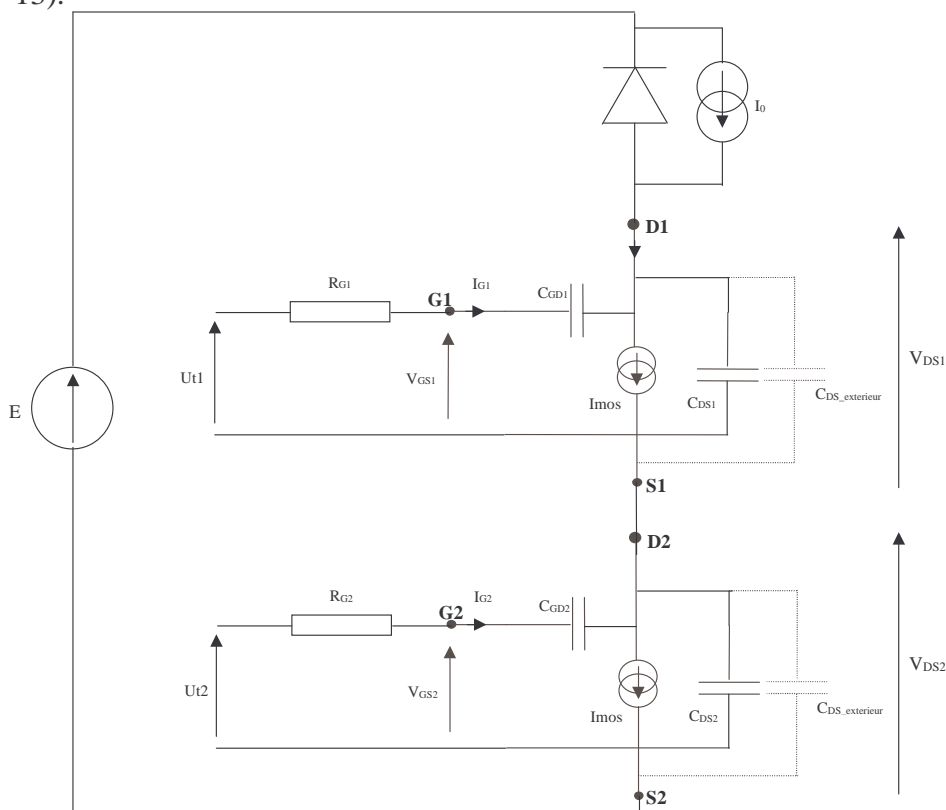 15).
I0
D1
RG1
IG1
CGD1
G1
Ut1
VGS1
Imos
CDS1
CDS_exterieur
VDS1
E
S1
D2
RG2
IG2
CGD2
G2
Ut2
VGS2
Imos
CDS2
CDS_exterieur
VDS2
S2